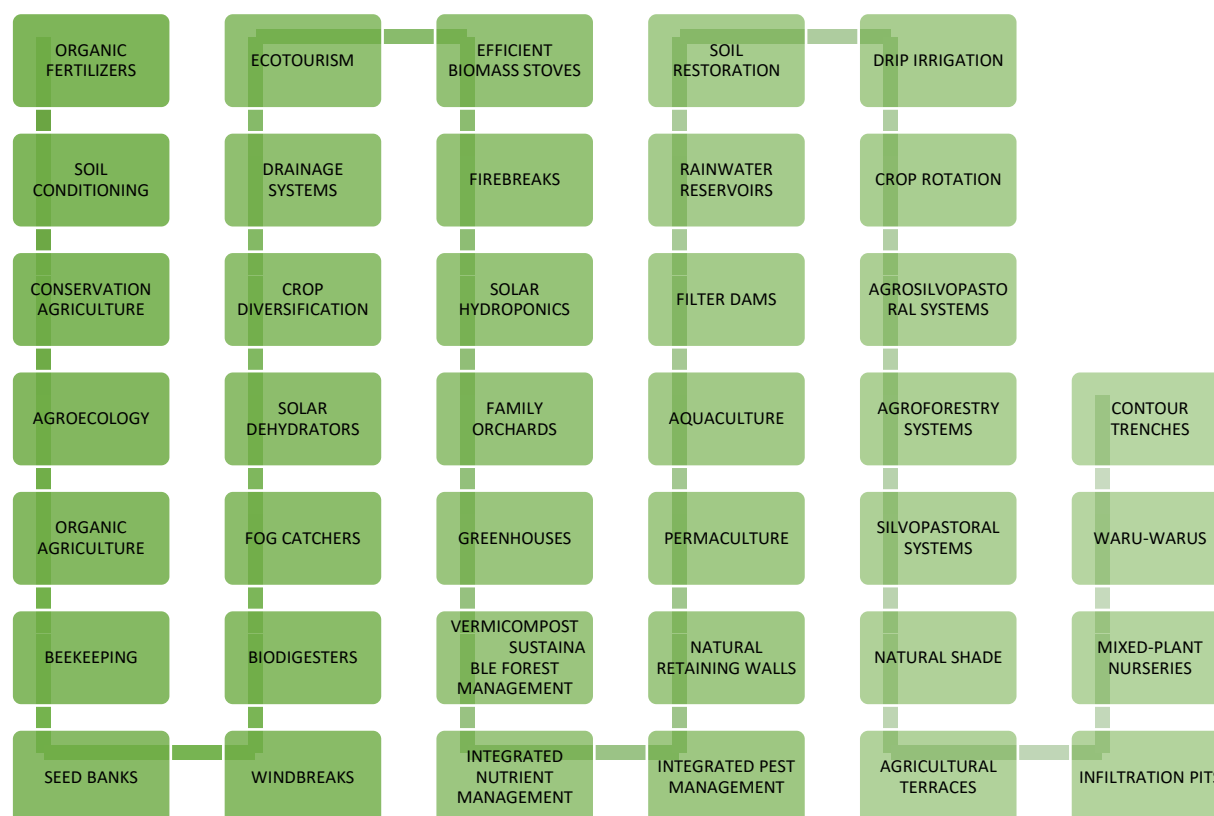 ORGANIC
FERTILIZERS
SOIL
CONDITIONING
CONSERVATION
AGRICULTURE
AGROECOLOGY
ORGANIC
AGRICULTURE
BEEKEEPING
SEED BANKS
WINDBREAKS
BIODIGESTERS
FOG CATCHERS
SOLAR
DEHYDRATORS
CROP
DIVERSIFICATION
DRAINAGE
SYSTEMS
ECOTOURISM
EFFICIENT
BIOMASS STOVES
FIREBREAKS
SOLAR
HYDROPONICS
FAMILY
ORCHARDS
GREENHOUSES
VERMICOMPOST
SUSTAINA
BLE FOREST
MANAGEMENT
INTEGRATED
NUTRIENT
MANAGEMENT
INTEGRATED PEST
MANAGEMENT
NATURAL
RETAINING WALLS
PERMACULTURE
AQUACULTURE
FILTER DAMS
RAINWATER
RESERVOIRS
SOIL
RESTORATION
DRIP IRRIGATION
CROP ROTATION
AGROSILVOPASTO
RAL SYSTEMS
AGROFORESTRY
SYSTEMS
SILVOPASTORAL
SYSTEMS
NATURAL SHADE
AGRICULTURAL
TERRACES
INFILTRATION PITS
MIXED-PLANT
NURSERIES
WARU-WARUS
CONTOUR
TRENCHES